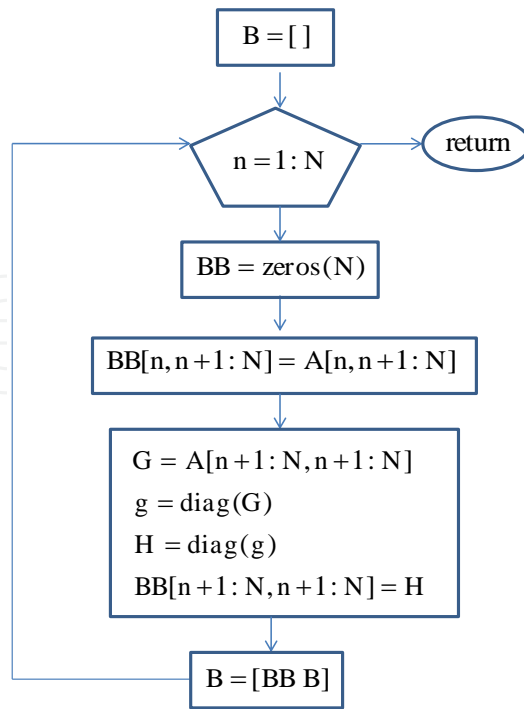 B = [ ]
n = 1: N
return
BB = zeros(N)
BB[n, n + 1: N] = A[n, n + 1: N]
G = A[n + 1: N, n + 1: N]
g = diag(G)
H = diag(g)
BB[n + 1: N, n + 1: N] = H
B = [BB B]